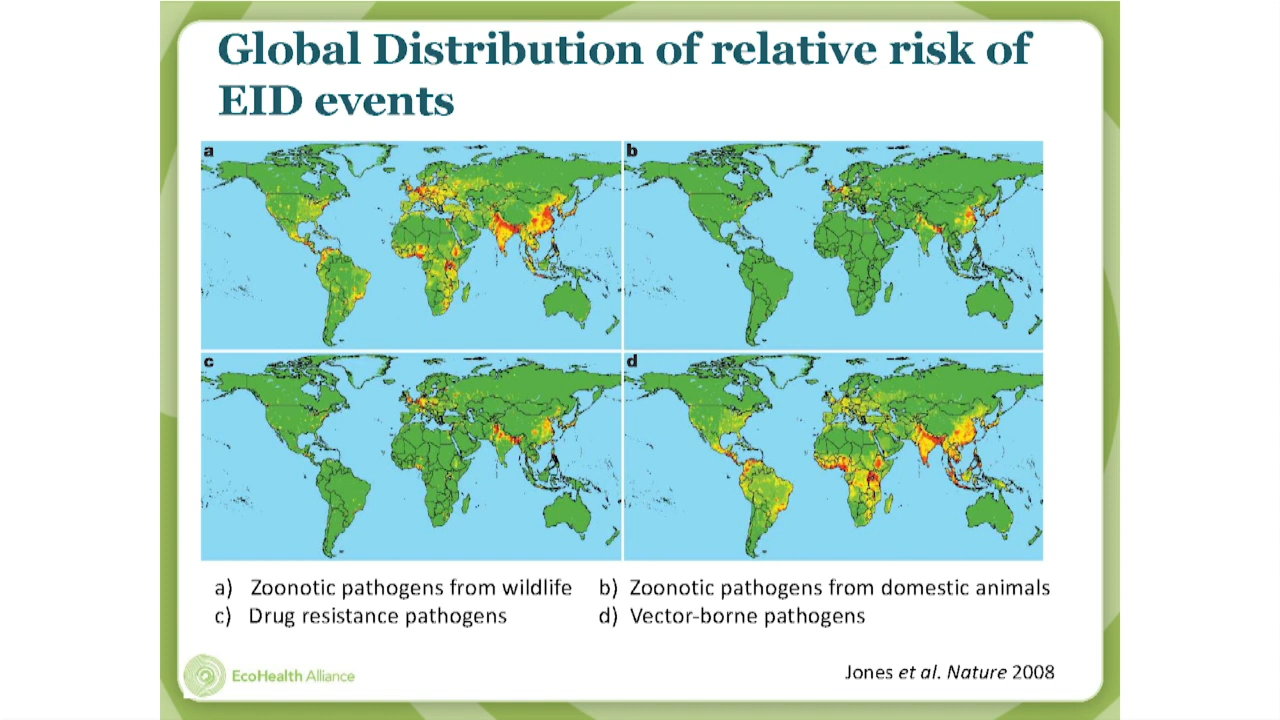 Global Distribution of relative risk of
EID events
a
b
c
d
a) Zoonotic pathogens from wildlife
b) Zoonotic pathogens from domestic animals
c) Drug resistance pathogens
d) Vector-borne pathogens
EcoHealth Alliance
Jones et al. Nature 2008